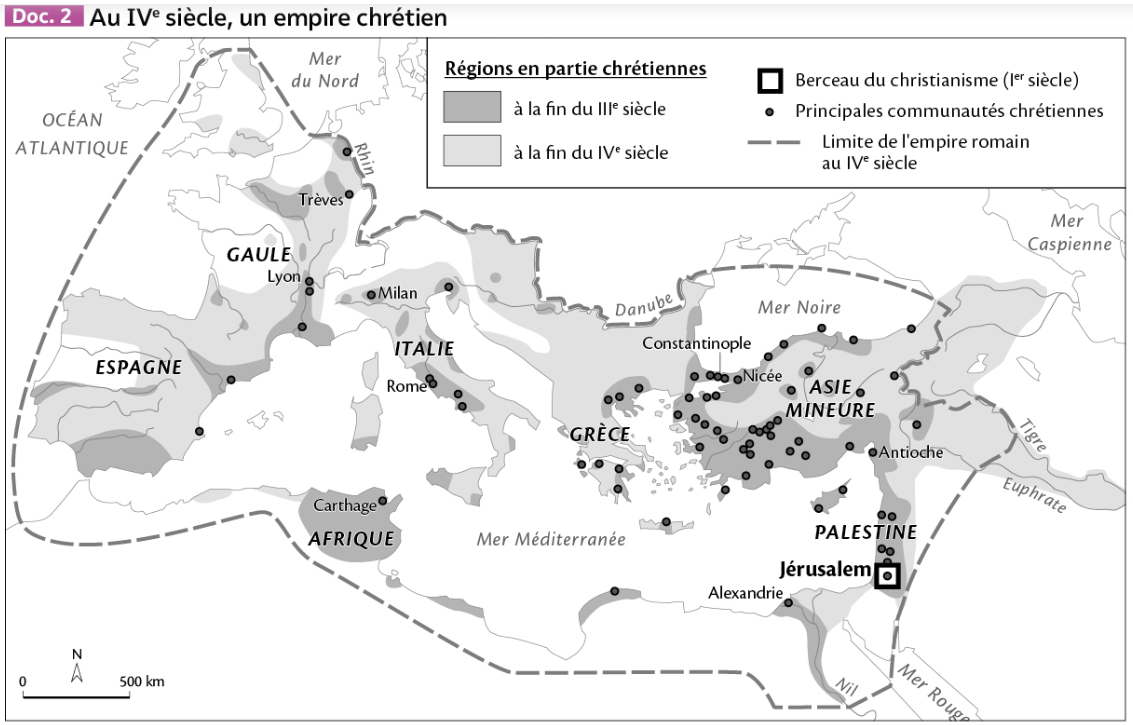 Doc. 2 Au IVe siècle, un empire chrétien
Régions en partie chrétiennes
à la fin du IIIe siècle
à la fin du IVe siècle
Berceau du christianisme (Ier siècle)
Principales communautés chrétiennes
Limite de l'empire romain
au IVe siècle
Mer
du Nord
OCÉAN
ATLANTIQUE
Rhin
Trèves
GAULE
Lyon
Milan
ITALIE
Rome
ESPAGNE
Danube
Mer Noire
Mer
Caspienne
Constantinople
Nicée
ASIE
MINEURE
GRÈCE
Antioche
Tigre
Euphrate
Carthage
AFRIQUE
Mer Méditerranée
PALESTINE
Jérusalem
Alexandrie
Nil
Mer Rouge
N
0 500 km